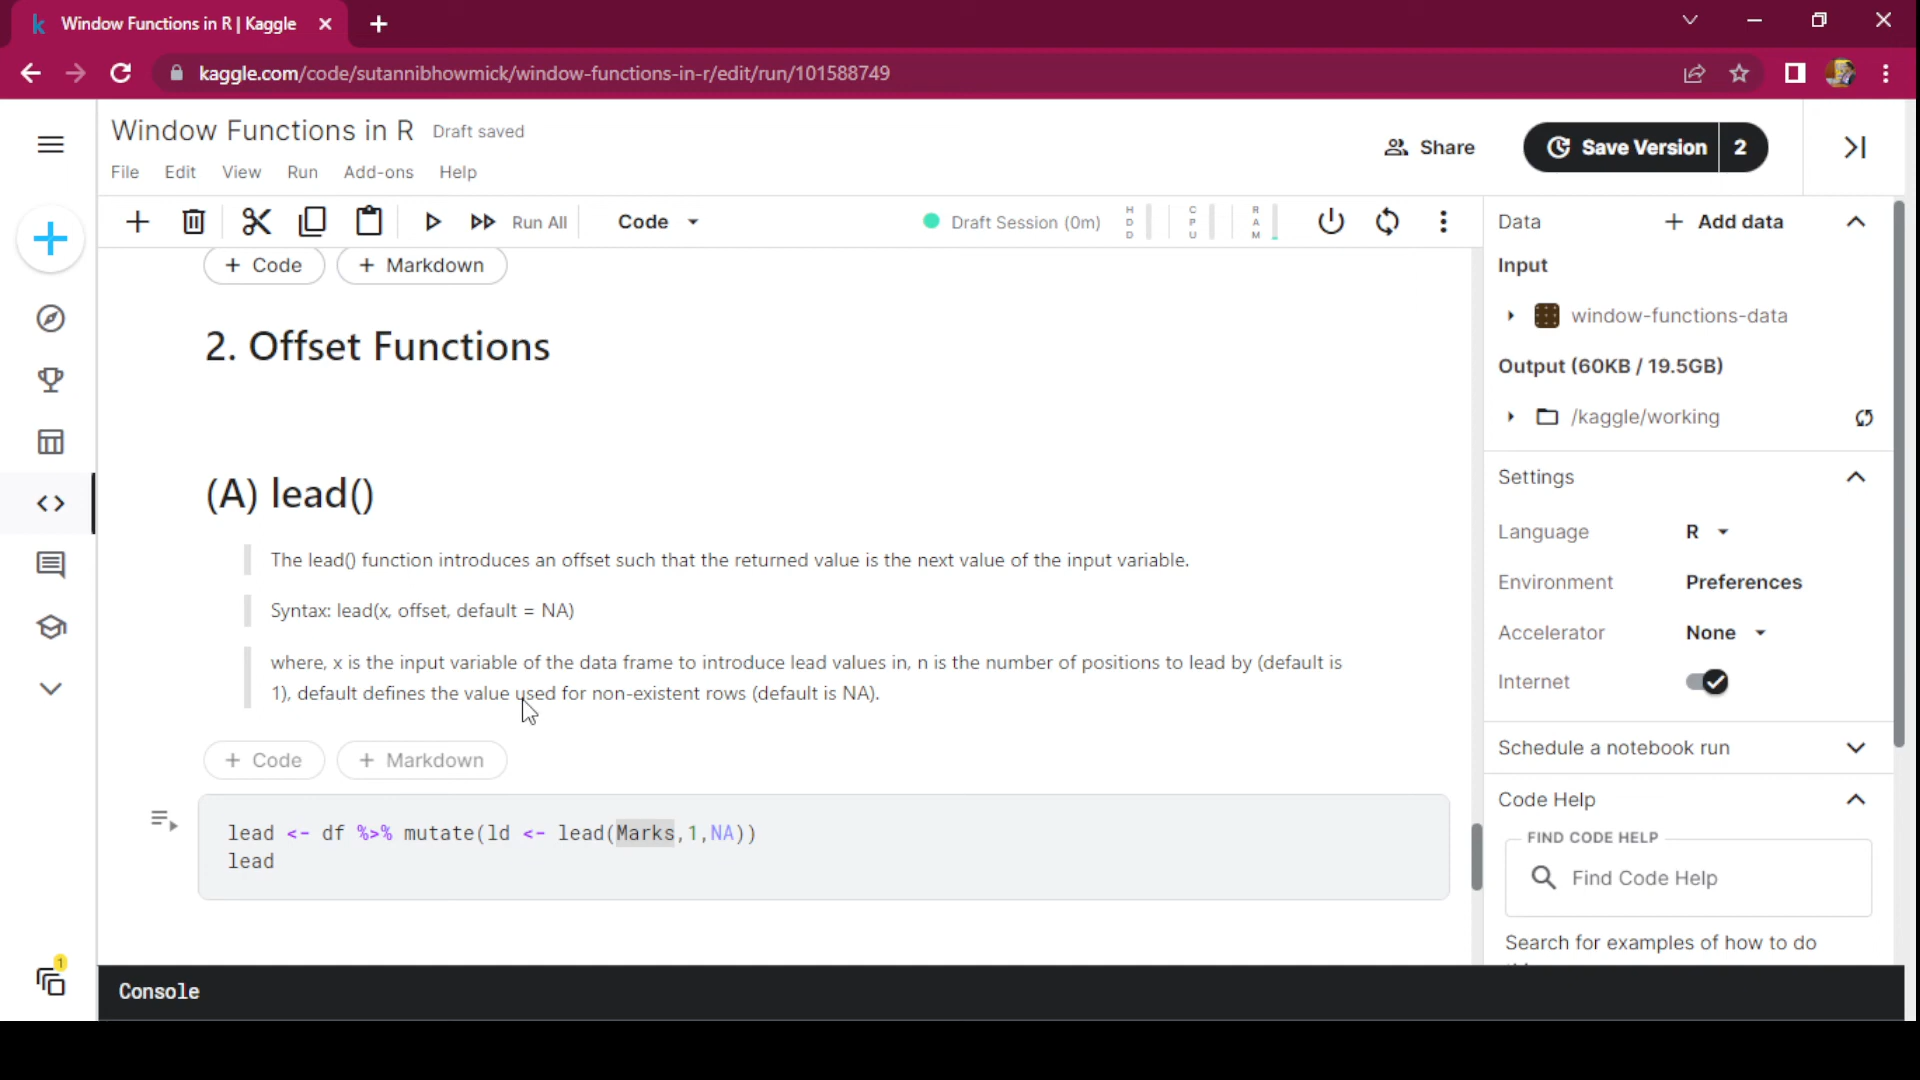 Window Functions in R | Kaggle
kaggle.com/code/sutannibhowmick/window-functions-in-r/edit/run/101588749
Window Functions in R Draft saved
File Edit View Run Add-ons Help
Share
Save Version 2
Run All
Code
Draft Session (0m)
HDD
CPU
RAM
+ Code + Markdown
2. Offset Functions
(A) lead()
The lead() function introduces an offset such that the returned value is the next value of the input variable.
Syntax: lead(x, offset, default = NA)
where, x is the input variable of the data frame to introduce lead values in, n is the number of positions to lead by (default is
1), default defines the value used for non-existent rows (default is NA).
+ Code + Markdown
lead <- df %>% mutate(ld <- lead(Marks,1,NA))
lead
Data + Add data
Input
window-functions-data
Output (60KB / 19.5GB)
/kaggle/working
Settings
Language R
Environment Preferences
Accelerator None
Internet
Schedule a notebook run
Code Help
FIND CODE HELP
Find Code Help
Search for examples of how to do
1
Console